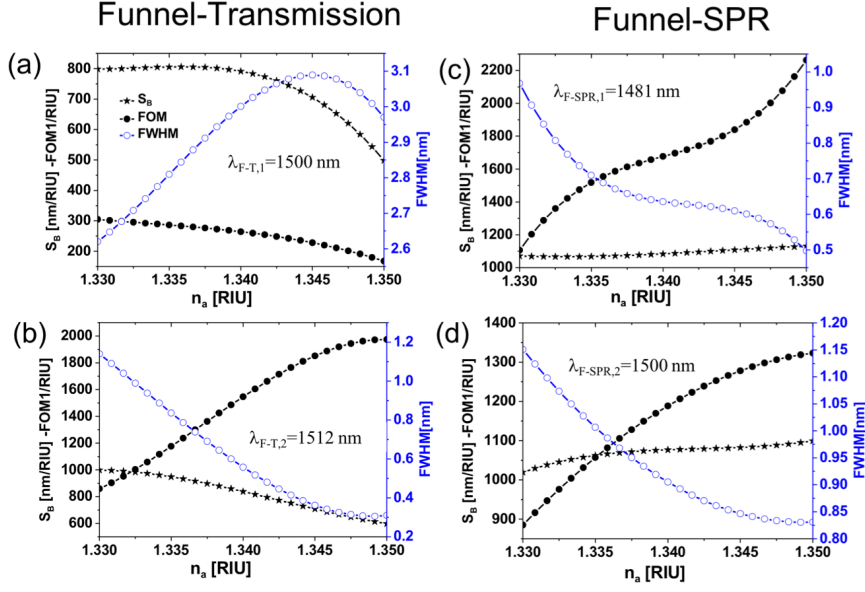 Funnel-Transmission
Funnel-SPR
(a)
800
700
600
500
400
300
200
S_B [nm/RIU] -FOM1/RIU]
S_B
FOM
FWHM
λ_F-T,1=1500 nm
3.1
3.0
2.9
2.8
2.7
2.6
FWHM[nm]
1.330 1.335 1.340 1.345 1.350
n_a [RIU]
(c)
2200
2000
1800
1600
1400
1200
1000
S_B [nm/RIU] -FOM1/RIU]
λ_F-SPR,1=1481 nm
1.0
0.9
0.8
0.7
0.6
0.5
FWHM[nm]
1.330 1.335 1.340 1.345 1.350
n_a [RIU]
(b)
2000
1800
1600
1400
1200
1000
800
600
S_B [nm/RIU] -FOM1/RIU]
λ_F-T,2=1512 nm
1.2
1.0
0.8
0.6
0.4
0.2
FWHM[nm]
1.330 1.335 1.340 1.345 1.350
n_a [RIU]
(d)
1400
1300
1200
1100
1000
900
S_B [nm/RIU] -FOM1/RIU]
λ_F-SPR,2=1500 nm
1.20
1.15
1.10
1.05
1.00
0.95
0.90
0.85
0.80
FWHM[nm]
1.330 1.335 1.340 1.345 1.350
n_a [RIU]